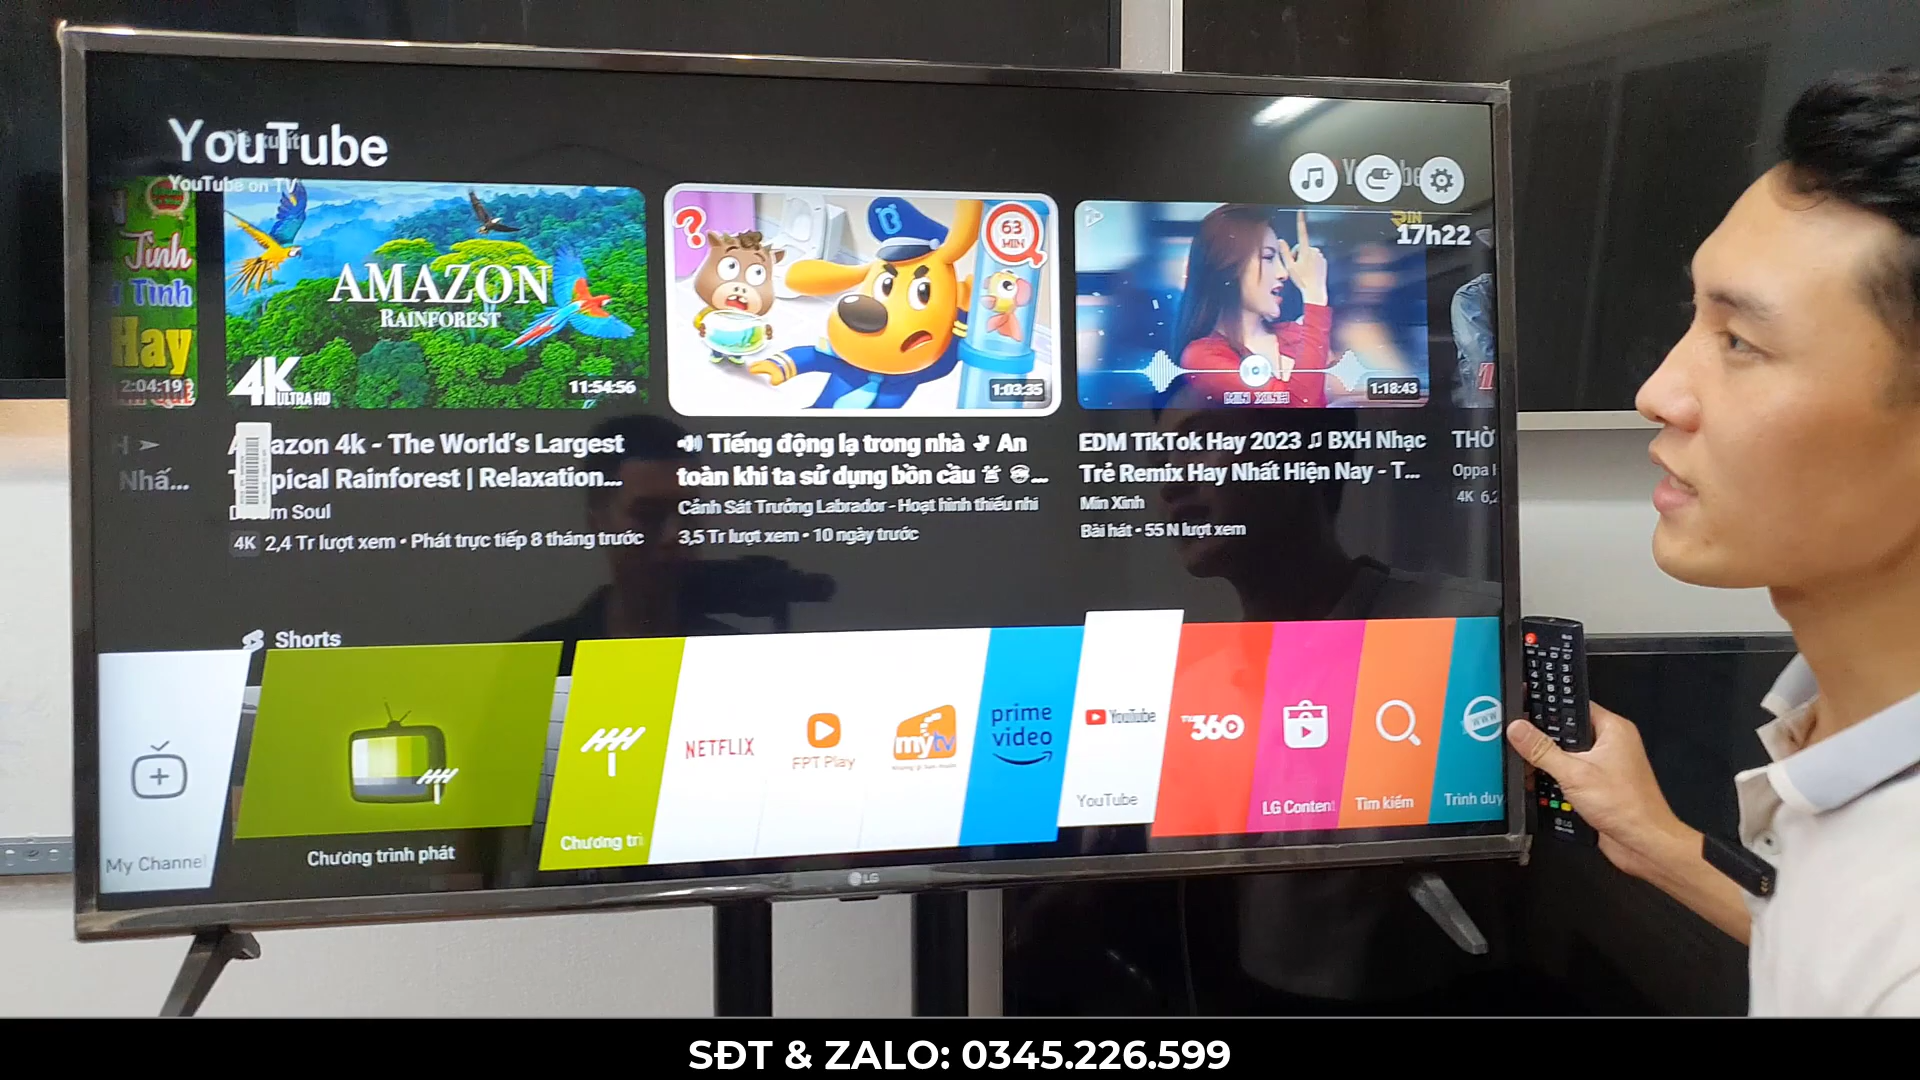 YouTube
YouTube on TV
17h22
Tình
Tình
Hay
2:04:19
AMAZON
RAINFOREST
4K
ULTRA HD
11:54:56
?
63
MIN
1:03:35
1:18:43
Nhấ...
Amazon 4k - The World's Largest
Tropical Rainforest | Relaxation...
Dream Soul
4K 2,4 Tr lượt xem • Phát trực tiếp 8 tháng trước
Tiếng động lạ trong nhà An
toàn khi ta sử dụng bồn cầu ...
Cảnh Sát Trưởng Labrador - Hoạt hình thiếu nhi
3,5 Tr lượt xem • 10 ngày trước
EDM TikTok Hay 2023 ♫ BXH Nhạc
Trẻ Remix Hay Nhất Hiện Nay - T...
Min Xinh
Bài hát • 55 N lượt xem
THỜ
Oppa
4K 6,
Shorts
My Channel
Chương trình phát
Chương trì
NETFLIX
FPT Play
mytv
prime
video
YouTube
YouTube
360
LG Content
Tìm kiếm
www
Trình duy
LG
SĐT & ZALO: 0345.226.599